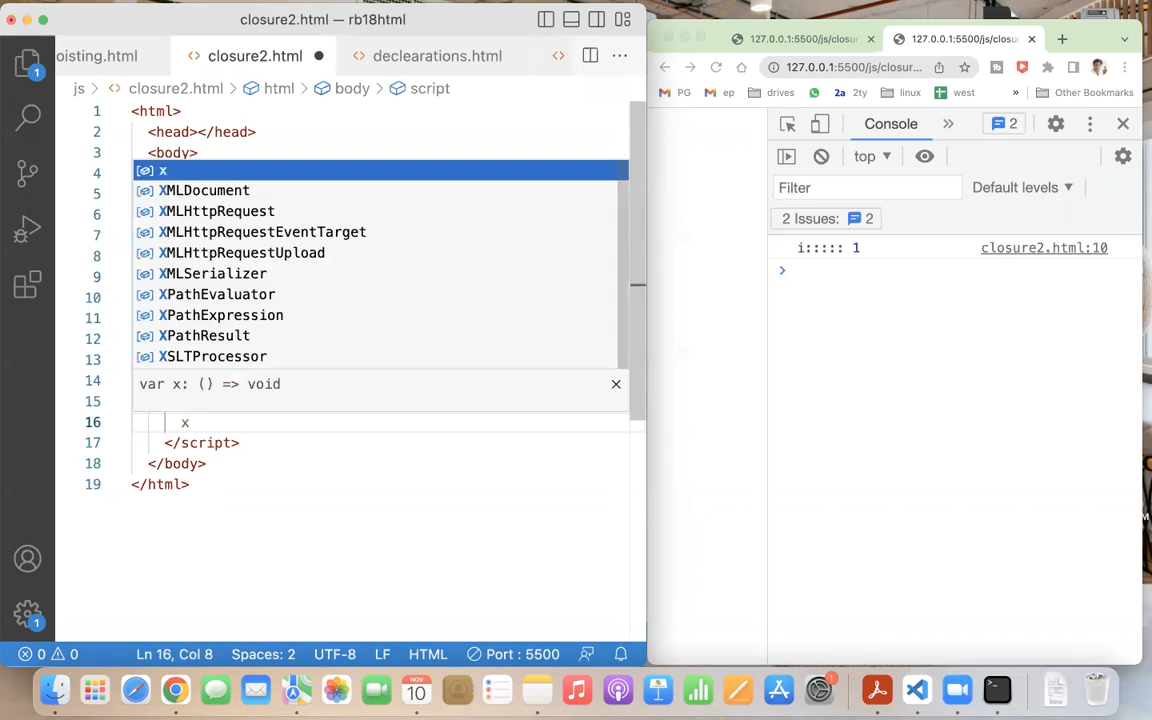 closure2.html — rb18html
oisting.html
closure2.html
declearations.html
js > closure2.html > html > body > script
1 <html>
2 <head></head>
3 <body>
4
5
6
7
8
9
10
11
12
13
14
15
16 x
17 </script>
18 </body>
19 </html>
x
XMLDocument
XMLHttpRequest
XMLHttpRequestEventTarget
XMLHttpRequestUpload
XMLSerializer
XPathEvaluator
XPathExpression
XPathResult
XSLTProcessor
var x: () => void
1
1
0 0 Ln 16, Col 8 Spaces: 2 UTF-8 LF HTML Port : 5500
127.0.0.1:5500/js/closur
127.0.0.1:5500/js/closu
127.0.0.1:5500/js/closur...
PG ep drives 2a 2ty linux west » Other Bookmarks
Console » 2
top
Filter Default levels
2 Issues: 2
i::::: 1 closure2.html:10
>
NOV
10
1